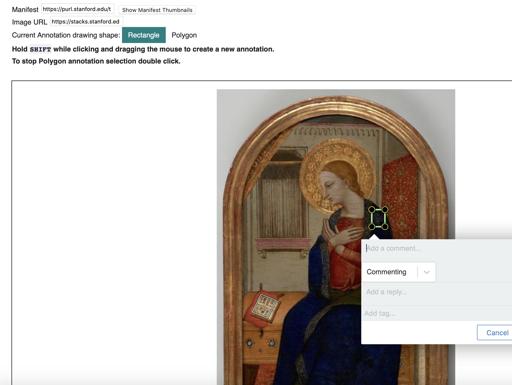 Manifest https://purl.stanford.edu/t Show Manifest Thumbnails
Image URL https://stacks.stanford.ed
Current Annotation drawing shape: Rectangle Polygon
Hold SHIFT while clicking and dragging the mouse to create a new annotation.
To stop Polygon annotation selection double click.
Add a comment...
Commenting
Add a reply...
Add tag...
Cancel